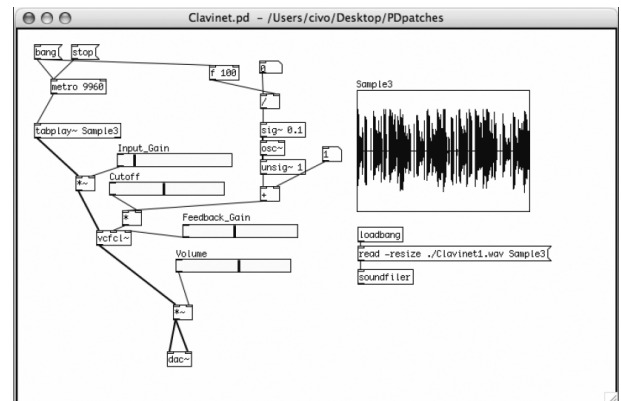 Clavinet.pd - /Users/civo/Desktop/PDpatches
bang
stop
metro 9960
f 100
0
/
tabplay~ Sample3
sig~ 0.1
osc~
unsig~ 1
1
+
Input_Gain
*~
Cutoff
*
Feedback_Gain
vcfcl~
Volume
*~
dac~
Sample3
loadbang
read -resize ./Clavinet1.wav Sample3
soundfiler